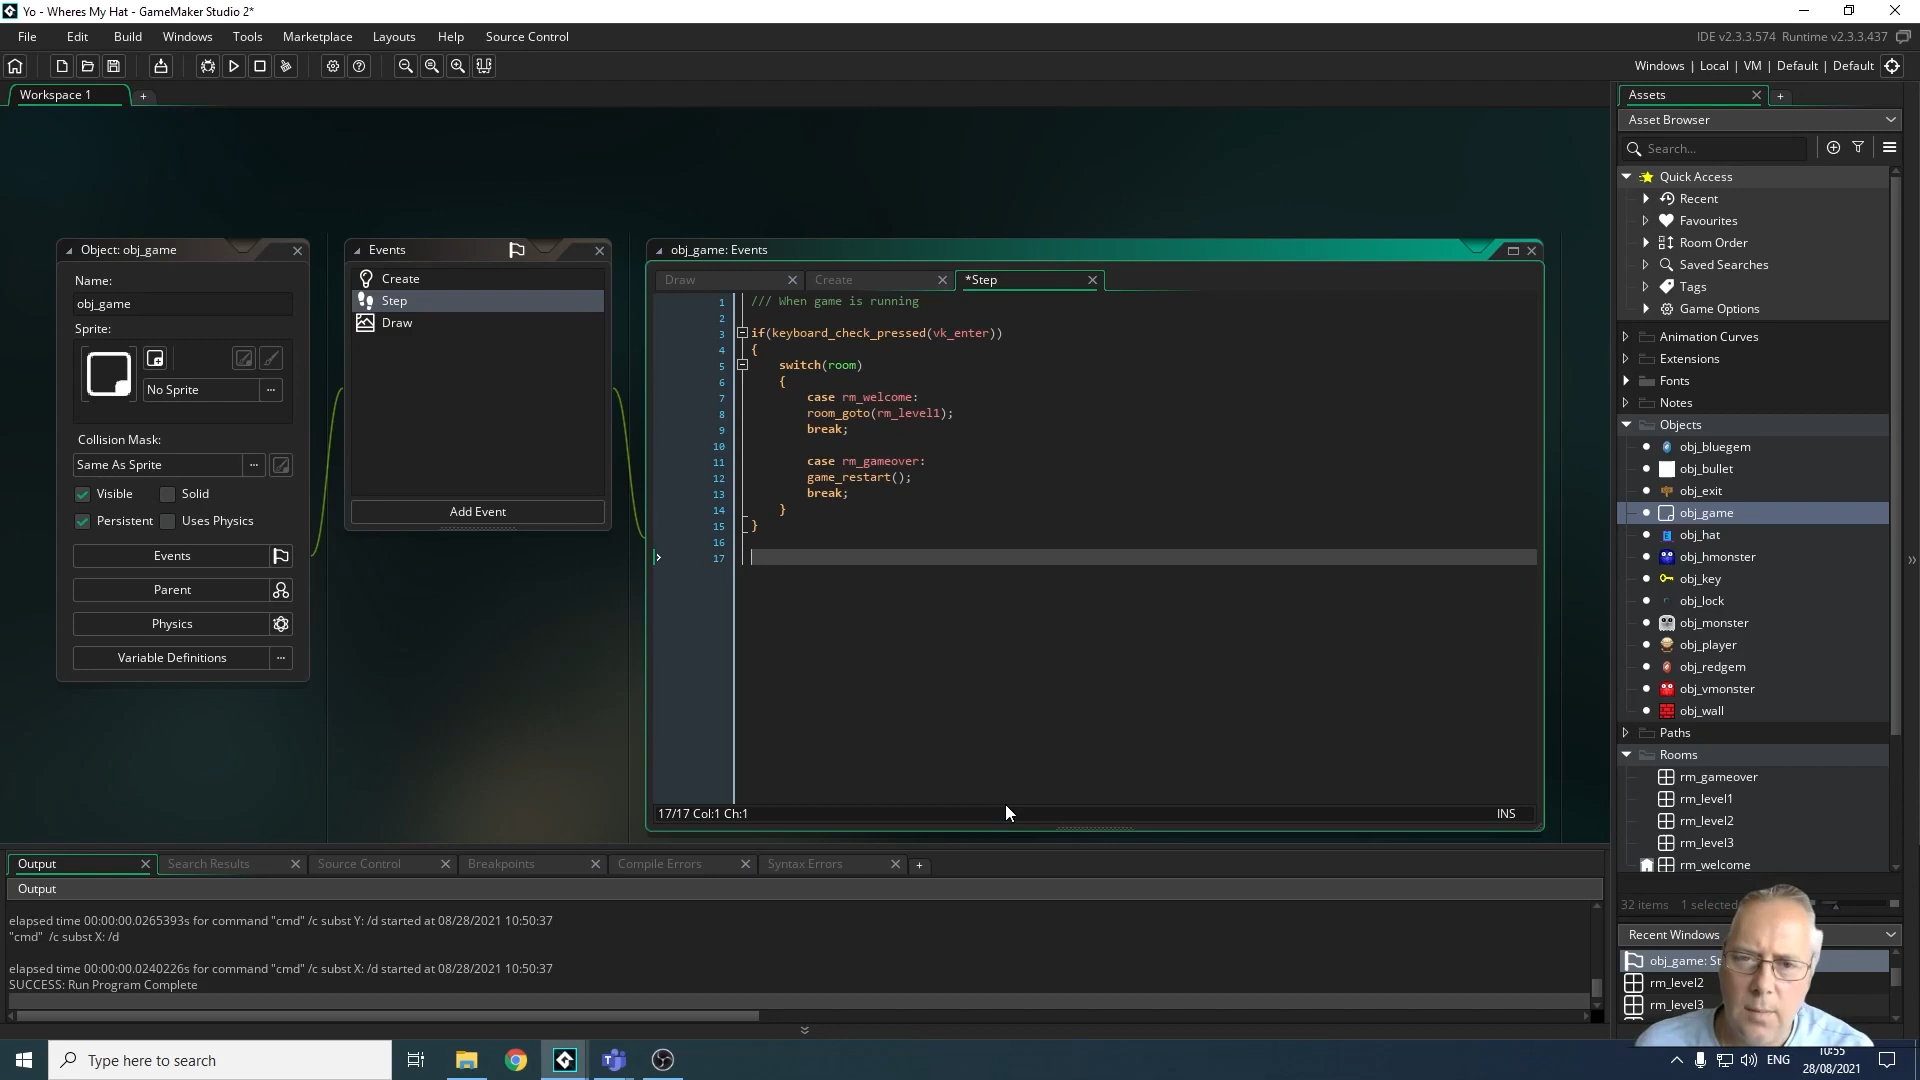 Yo - Wheres My Hat - GameMaker Studio 2*
File Edit Build Windows Tools Marketplace Layouts Help Source Control
IDE v2.3.3.574 Runtime v2.3.3.437
Windows | Local | VM | Default | Default
Workspace 1 +
Object: obj_game
Name:
obj_game
Sprite:
No Sprite ...
Collision Mask:
Same As Sprite ...
Visible Solid
Persistent Uses Physics
Events
Parent
Physics
Variable Definitions ...
Events
Create
Step
Draw
Add Event
obj_game: Events
Draw Create *Step
1 /// When game is running
2
3 if(keyboard_check_pressed(vk_enter))
4 {
5 switch(room)
6 {
7 case rm_welcome:
8 room_goto(rm_level1);
9 break;
10
11 case rm_gameover:
12 game_restart();
13 break;
14 }
15 }
16
17
17/17 Col:1 Ch:1 INS
Assets +
Asset Browser
Search...
Quick Access
Recent
Favourites
Room Order
Saved Searches
Tags
Game Options
Animation Curves
Extensions
Fonts
Notes
Objects
obj_bluegem
obj_bullet
obj_exit
obj_game
obj_hat
obj_hmonster
obj_key
obj_lock
obj_monster
obj_player
obj_redgem
obj_vmonster
obj_wall
Paths
Rooms
rm_gameover
rm_level1
rm_level2
rm_level3
rm_welcome
32 items 1 selected
Recent Windows
obj_game: St
rm_level2
rm_level3
Output Search Results Source Control Breakpoints Compile Errors Syntax Errors +
Output
elapsed time 00:00:00.0265393s for command "cmd" /c subst Y: /d started at 08/28/2021 10:50:37
"cmd" /c subst X: /d
elapsed time 00:00:00.0240226s for command "cmd" /c subst X: /d started at 08/28/2021 10:50:37
SUCCESS: Run Program Complete
Type here to search
ENG
10:55
28/08/2021